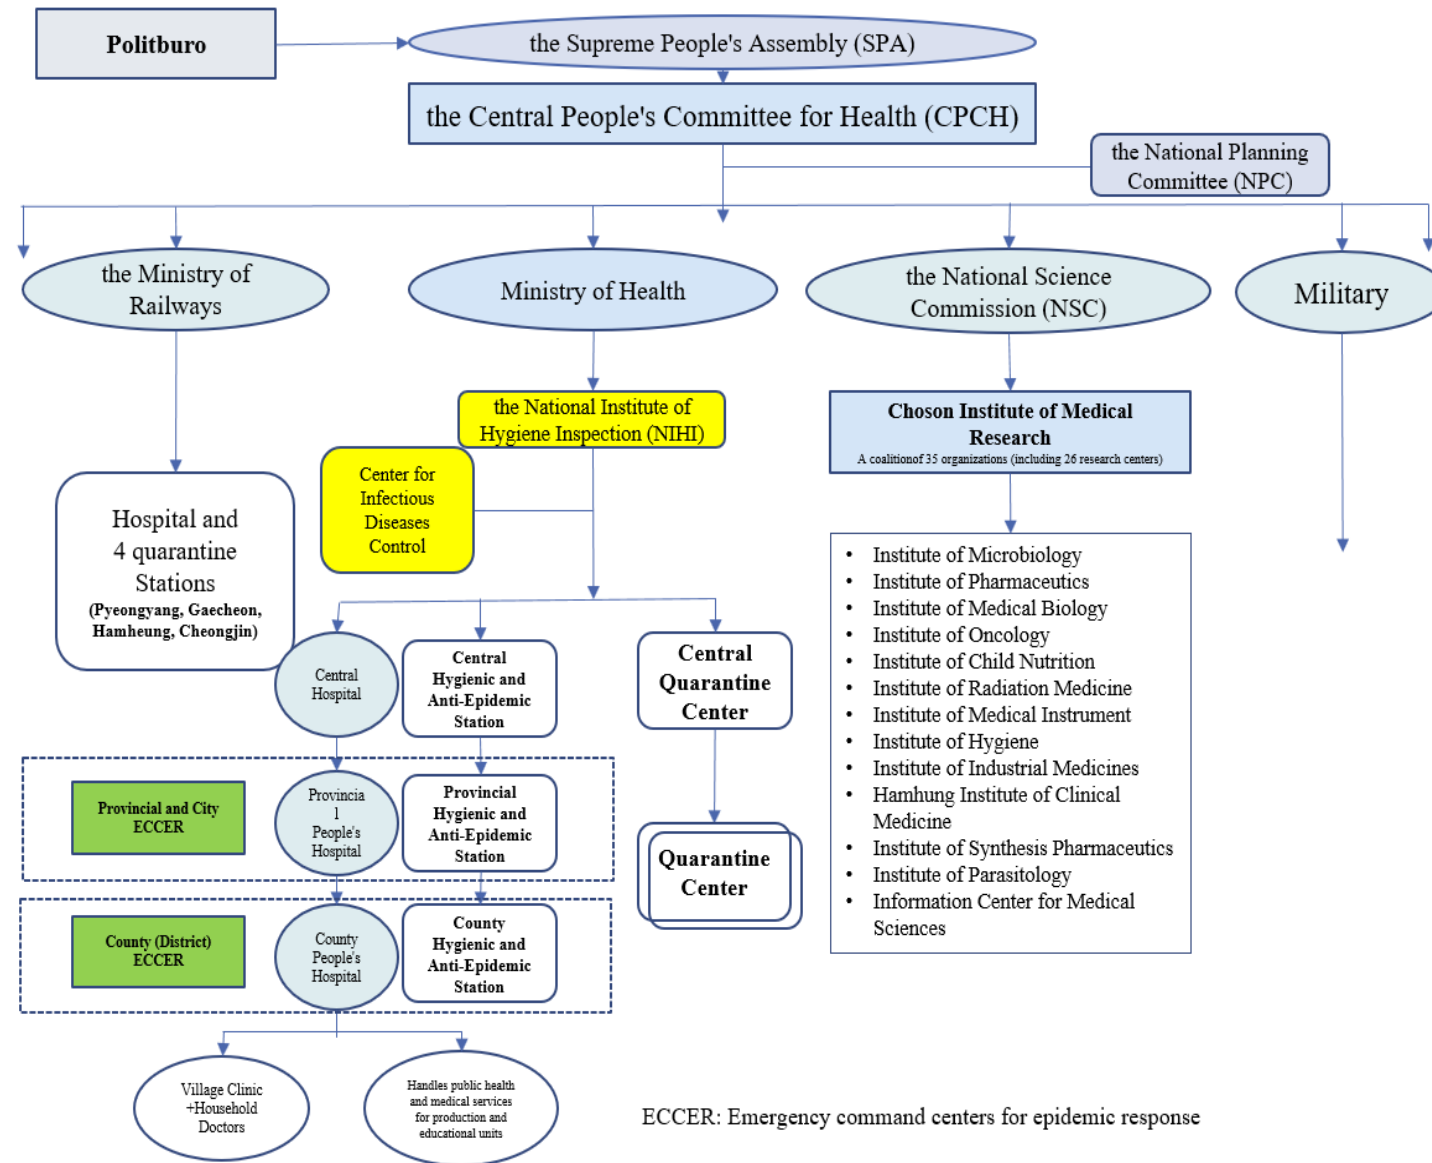 Politburo
the Supreme People's Assembly (SPA)
the Central People's Committee for Health (CPCH)
the National Planning
Committee (NPC)
the Ministry of
Railways
Ministry of Health
the National Science
Commission (NSC)
Military
the National Institute of
Hygiene Inspection (NIHI)
Choson Institute of Medical
Research
A coalitionof 35 organizations (including 26 research centers)
Center for
Infectious
Diseases
Control
Hospital and
4 quarantine
Stations
(Pyeongyang, Gaecheon,
Hamheung, Cheongjin)
• Institute of Microbiology
• Institute of Pharmaceutics
• Institute of Medical Biology
• Institute of Oncology
• Institute of Child Nutrition
• Institute of Radiation Medicine
• Institute of Medical Instrument
• Institute of Hygiene
• Institute of Industrial Medicines
• Hamhung Institute of Clinical
Medicine
• Institute of Synthesis Pharmaceutics
• Institute of Parasitology
• Information Center for Medical
Sciences
Central
Hospital
Central
Hygienic and
Anti-Epidemic
Station
Central
Quarantine
Center
Provincial and City
ECCER
Provincia
l
People's
Hospital
Provincial
Hygienic and
Anti-Epidemic
Station
Quarantine
Center
County (District)
ECCER
County
People's
Hospital
County
Hygienic and
Anti-Epidemic
Station
Village Clinic
+Household
Doctors
Handles public health
and medical services
for production and
educational units
ECCER: Emergency command centers for epidemic response